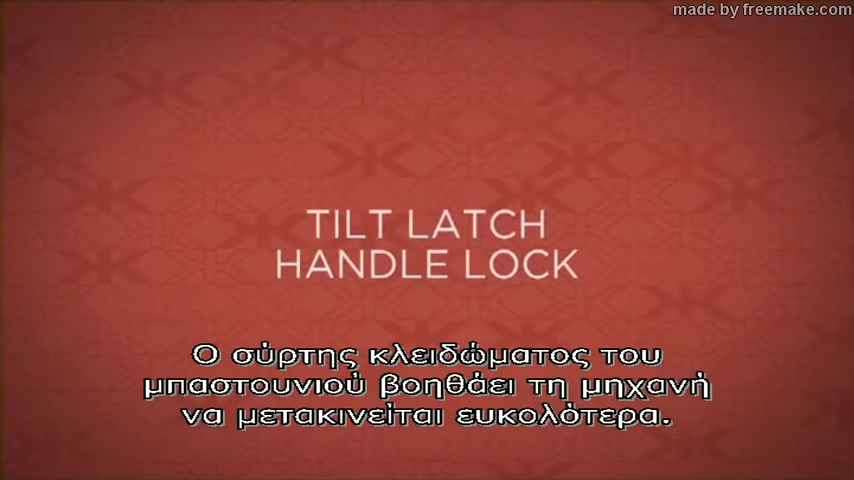 made by freemake.com
TILT LATCH
HANDLE LOCK
Ο σύρτης κλειδώματος του
μπαστουνιού βοηθάει τη μηχανή
να μετακινείται ευκολότερα.